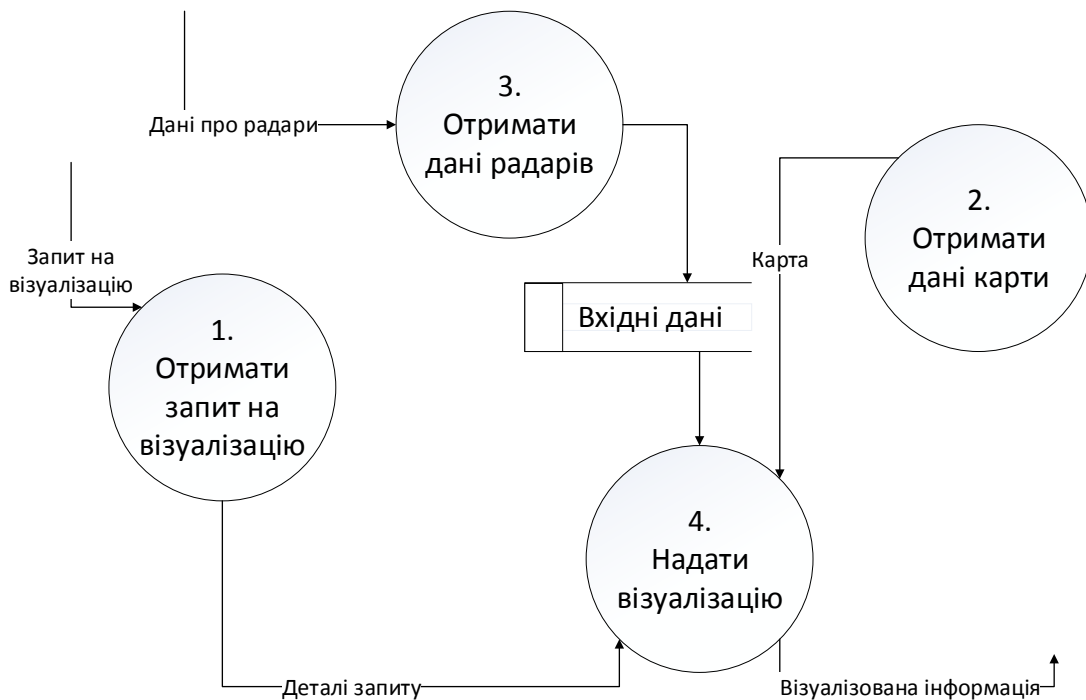 3.
Отримати
дані радарів
Дані про радари
2.
Отримати
дані карти
Запит на
візуалізацію
Карта
Вхідні дані
1.
Отримати
запит на
візуалізацію
4.
Надати
візуалізацію
Деталі запиту
Візуалізована інформація